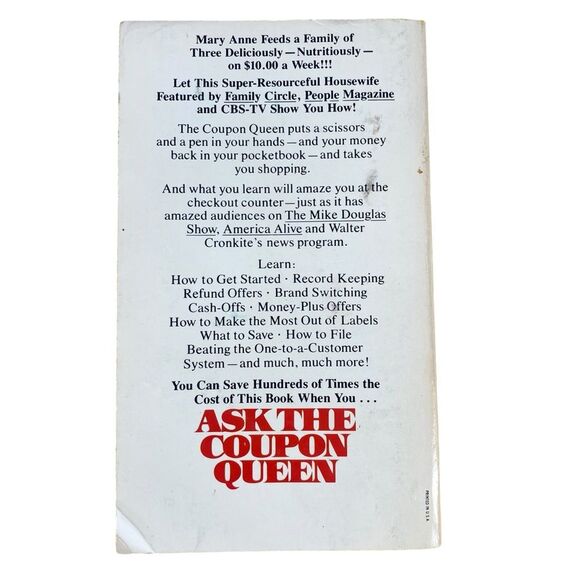 Mary Anne Feeds a Family of
Three Deliciously — Nutritiously —
on $10.00 a Week!!!
Let This Super-Resourceful Housewife
Featured by Family Circle, People Magazine
and CBS-TV Show You How!
The Coupon Queen puts a scissors
and a pen in your hands — and your money
back in your pocketbook — and takes
you shopping.
And what you learn will amaze you at the
checkout counter — just as it has
amazed audiences on The Mike Douglas
Show, America Alive and Walter
Cronkite's news program.
Learn:
How to Get Started · Record Keeping
Refund Offers · Brand Switching
Cash-Offs · Money-Plus Offers
How to Make the Most Out of Labels
What to Save · How to File
Beating the One-to-a-Customer
System — and much, much more!
You Can Save Hundreds of Times the
Cost of This Book When You . . .
ASK THE
COUPON
QUEEN
PRINTED IN U.S.A.